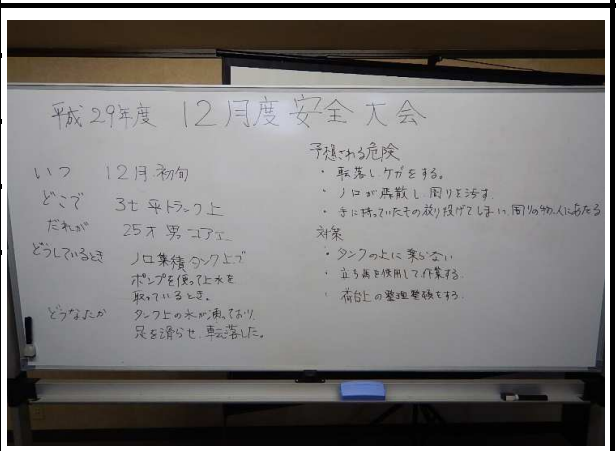 平成29年度 12月度 安全大会
いつ 12月 初旬
どこで 3t 平トラック上
だれが 25才 男 コアエ
どうしているとき ノロ集積タンク上で
ポンプを使って上水を
取っているとき。
どうなったか タンク上の水が凍っており
足を滑らせ、転落した。
予想される危険
・転落しケガをする。
・ノロが飛散し、周りを汚す。
・手に持っていたもの放り投げてしまい、周りの物、人にあたる
対策
・タンクの上に乗らない
・立ち馬を使用して作業する。
・荷台上の整理整頓をする。